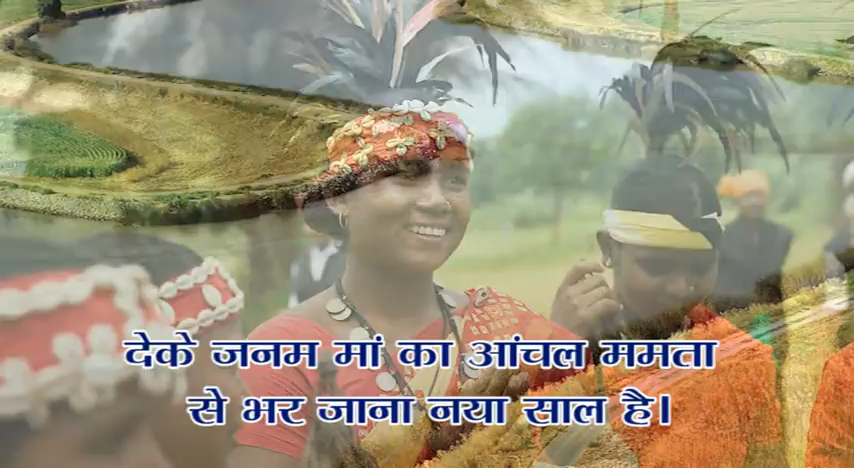 देके जनम मां का आंचल ममता
से भर जाना नया साल है।